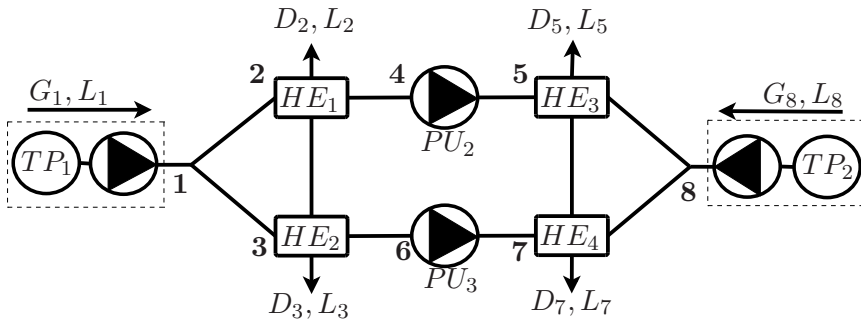 D₂, L₂
D₅, L₅
2
4
5
G₁, L₁
HE₁
HE₃
G₈, L₈
PU₂
TP₁
TP₂
1
8
3
HE₂
6
7
HE₄
PU₃
D₃, L₃
D₇, L₇